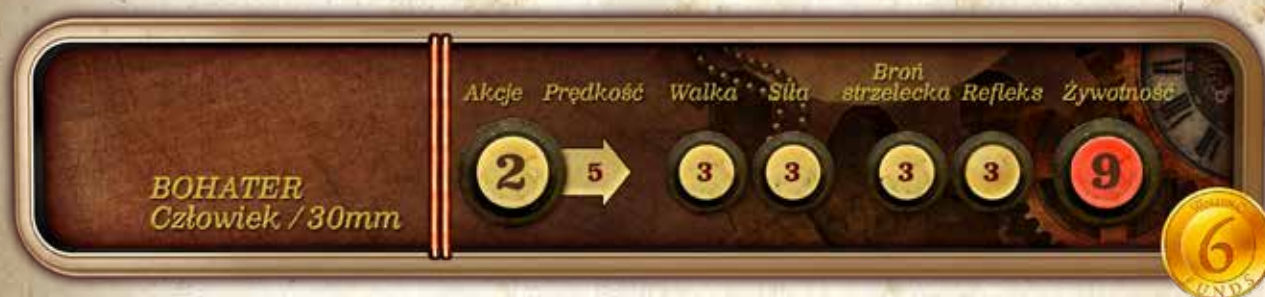 Akcje Prędkość Walka Siła Broń strzelecka Refleks Żywotność
2 5 3 3 3 3 9
BOHATER
Człowiek / 30mm
6
FUNDS